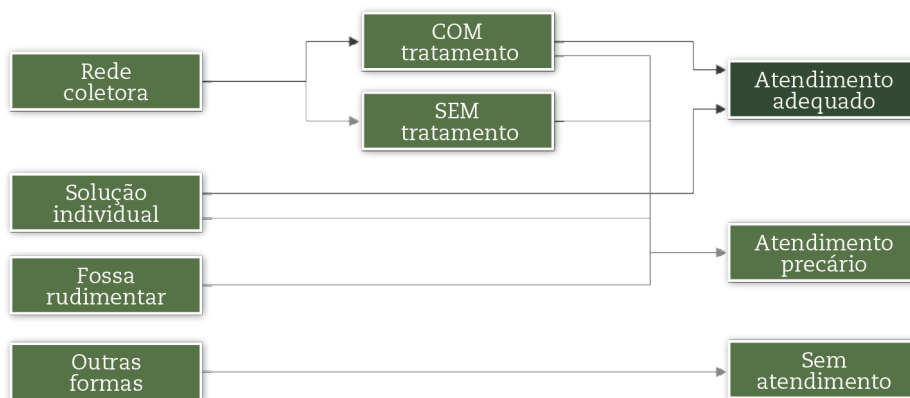 Rede
coletora
COM
tratamento
SEM
tratamento
Atendimento
adequado
Solução
individual
Fossa
rudimentar
Atendimento
precário
Outras
formas
Sem
atendimento